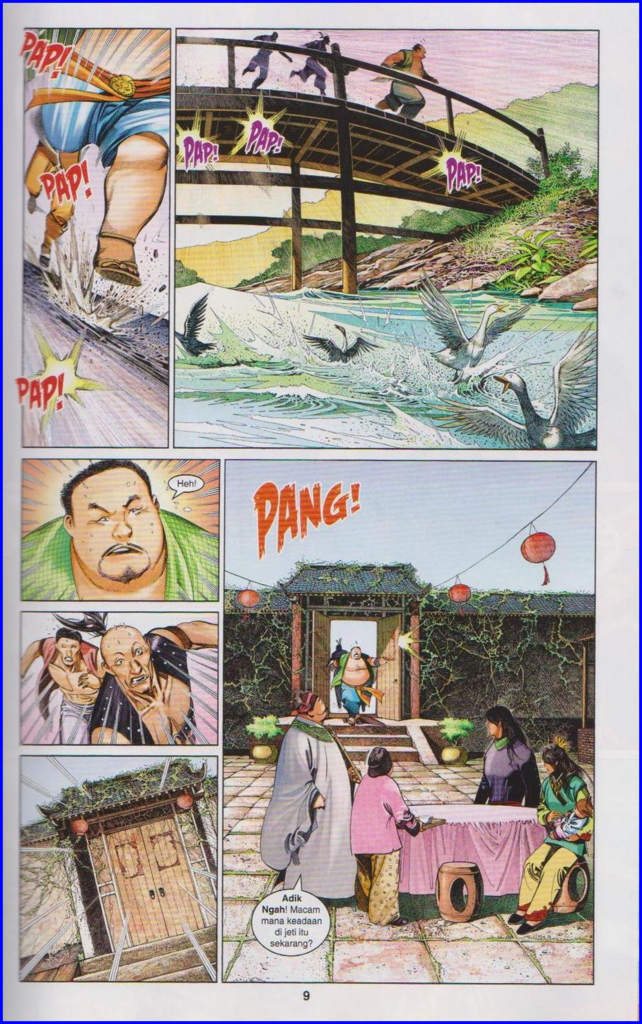 PAP!
PAP!
PAP!
PAP!
PAP!
PAP!
Heh!
PANG!
Adik
Ngah! Macam
mana keadaan
di jeti itu
sekarang?
9